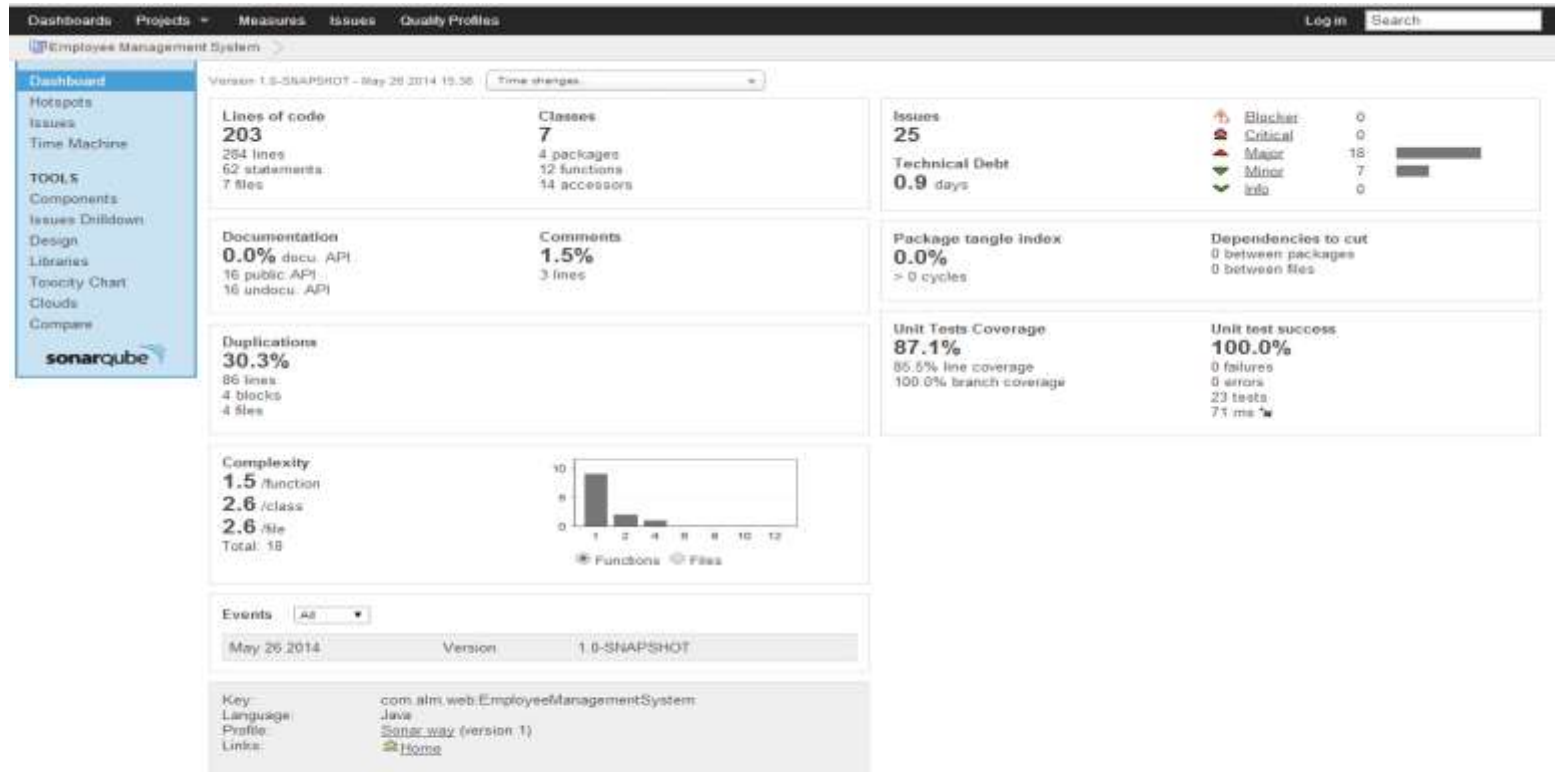 Dashboards Projects Measures Issues Quality Profiles Log in Search
Employee Management System
Dashboard
Hotspots
Issues
Time Machine
TOOLS
Components
Issues Drilldown
Design
Libraries
Toxicity Chart
Clouds
Compare
sonarqube
Version 1.0-SNAPSHOT - May 26 2014 15:36 Time changes...
Lines of code
203
284 lines
62 statements
7 files
Classes
7
4 packages
12 functions
14 accessors
Documentation
0.0% docu. API
16 public API
16 undocu. API
Comments
1.5%
3 lines
Duplications
30.3%
86 lines
4 blocks
4 files
Complexity
1.5 /function
2.6 /class
2.6 /file
Total: 18
10
5
0
1 2 4 6 8 10 12
Functions Files
Events All
May 26 2014 Version 1.0-SNAPSHOT
Key: com.alm.web:EmployeeManagementSystem
Language: Java
Profile: Sonar way (version 1)
Links: Home
Issues
25
Technical Debt
0.9 days
Blocker 0
Critical 0
Major 18
Minor 7
Info 0
Package tangle index
0.0%
> 0 cycles
Dependencies to cut
0 between packages
0 between files
Unit Tests Coverage
87.1%
85.5% line coverage
100.0% branch coverage
Unit test success
100.0%
0 failures
0 errors
23 tests
71 ms